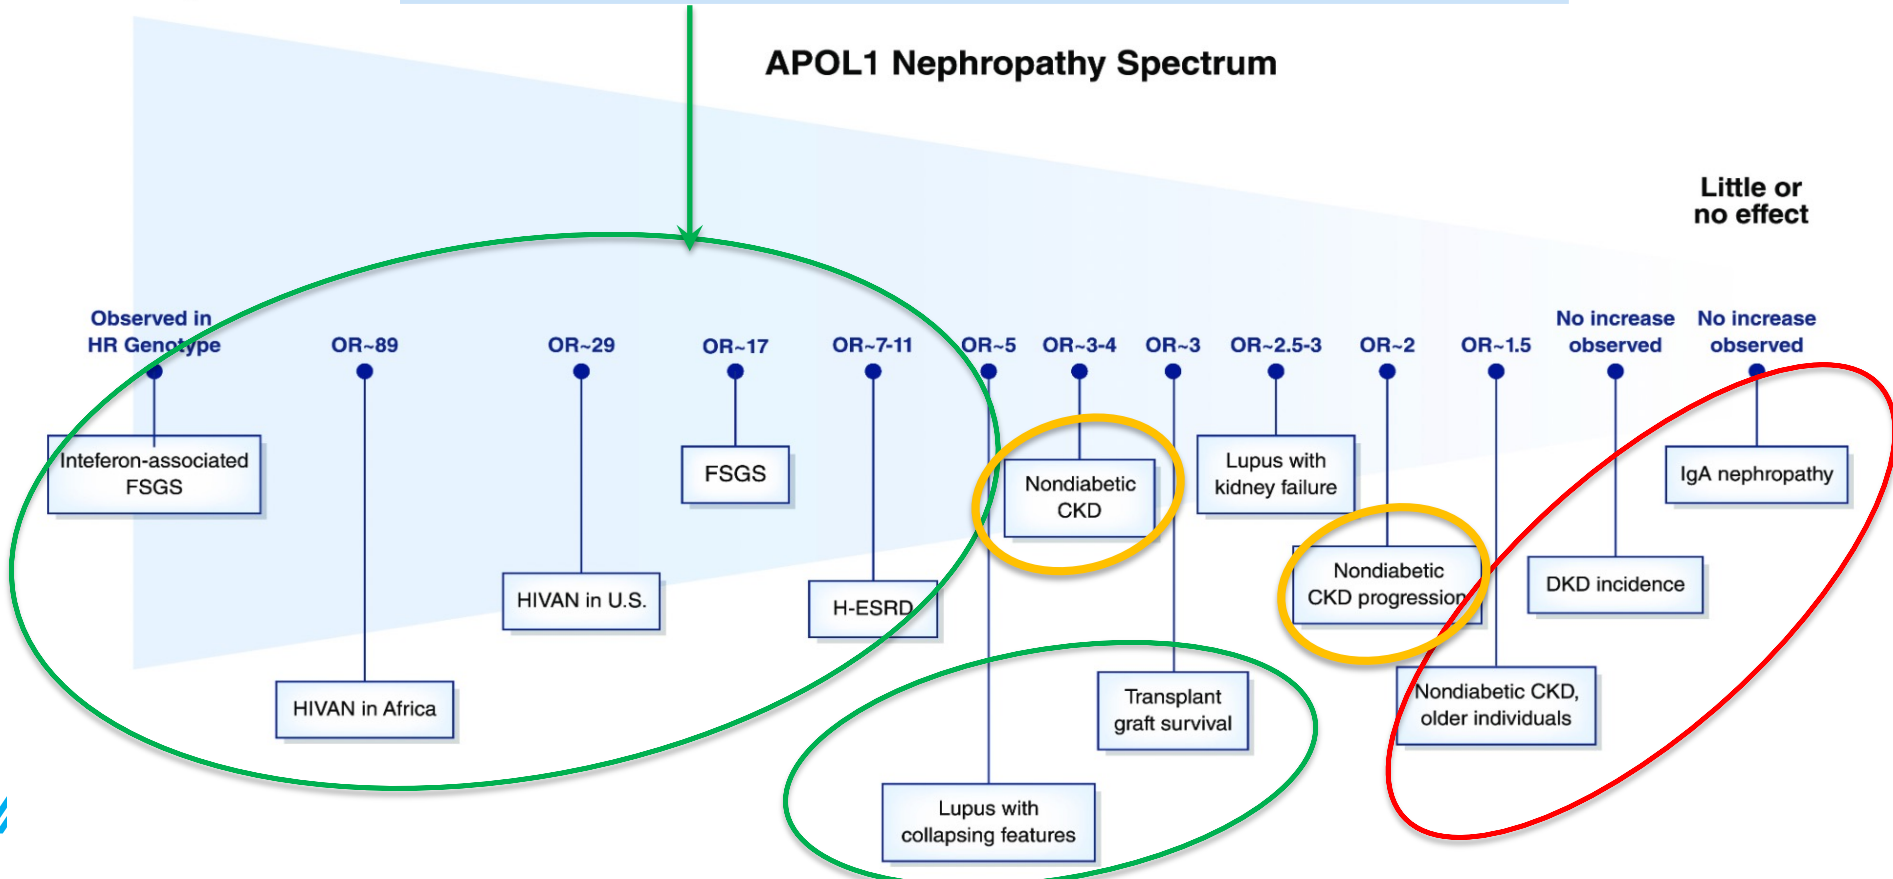 APOL1 Nephropathy Spectrum
Little or
no effect
Observed in
HR Genotype
OR~89
OR~29
OR~17
OR~7-11
OR~5
OR~3-4
OR~3
OR~2.5-3
OR~2
OR~1.5
No increase
observed
No increase
observed
Inteferon-associated
FSGS
HIVAN in Africa
HIVAN in U.S.
FSGS
H-ESRD
Lupus with
collapsing features
Nondiabetic
CKD
Transplant
graft survival
Lupus with
kidney failure
Nondiabetic
CKD progression
Nondiabetic CKD,
older individuals
DKD incidence
IgA nephropathy